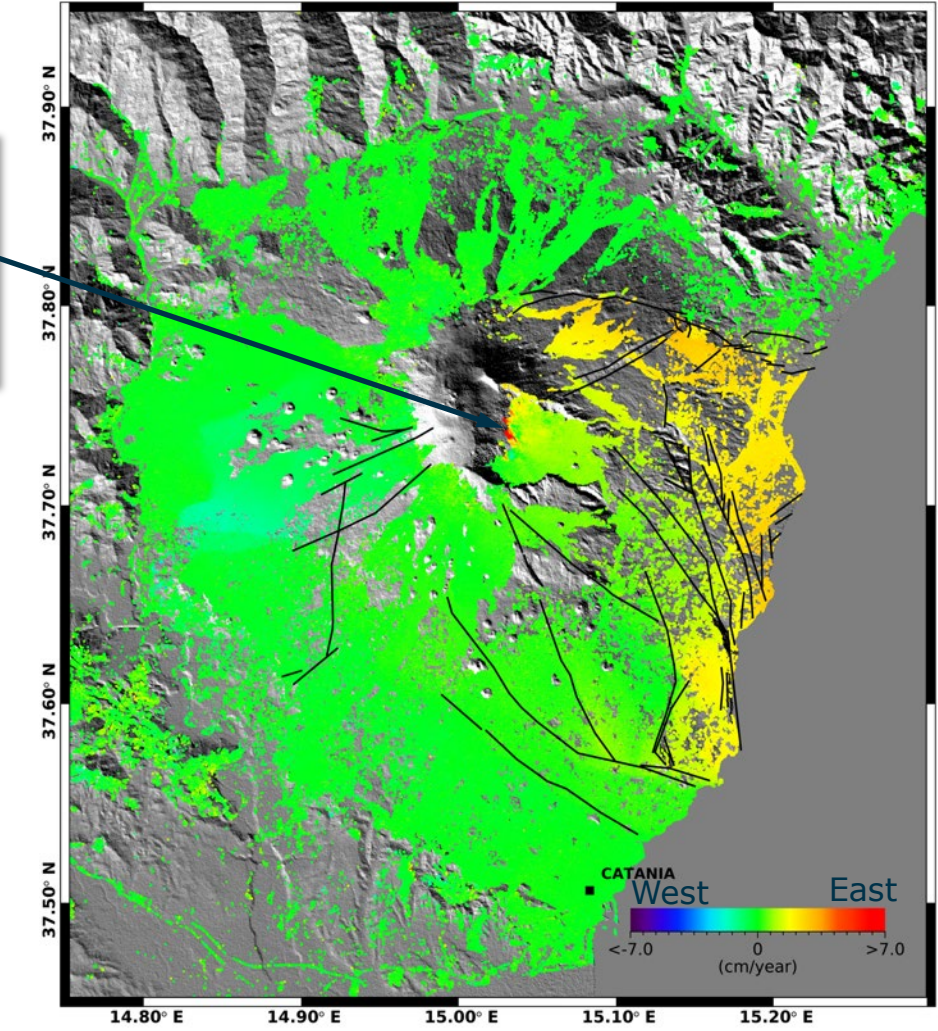 37.90° N
37.80° N
37.70° N
37.60° N
37.50° N
CATANIA
West East
<-7.0 0 >7.0
(cm/year)
14.80° E 14.90° E 15.00° E 15.10° E 15.20° E